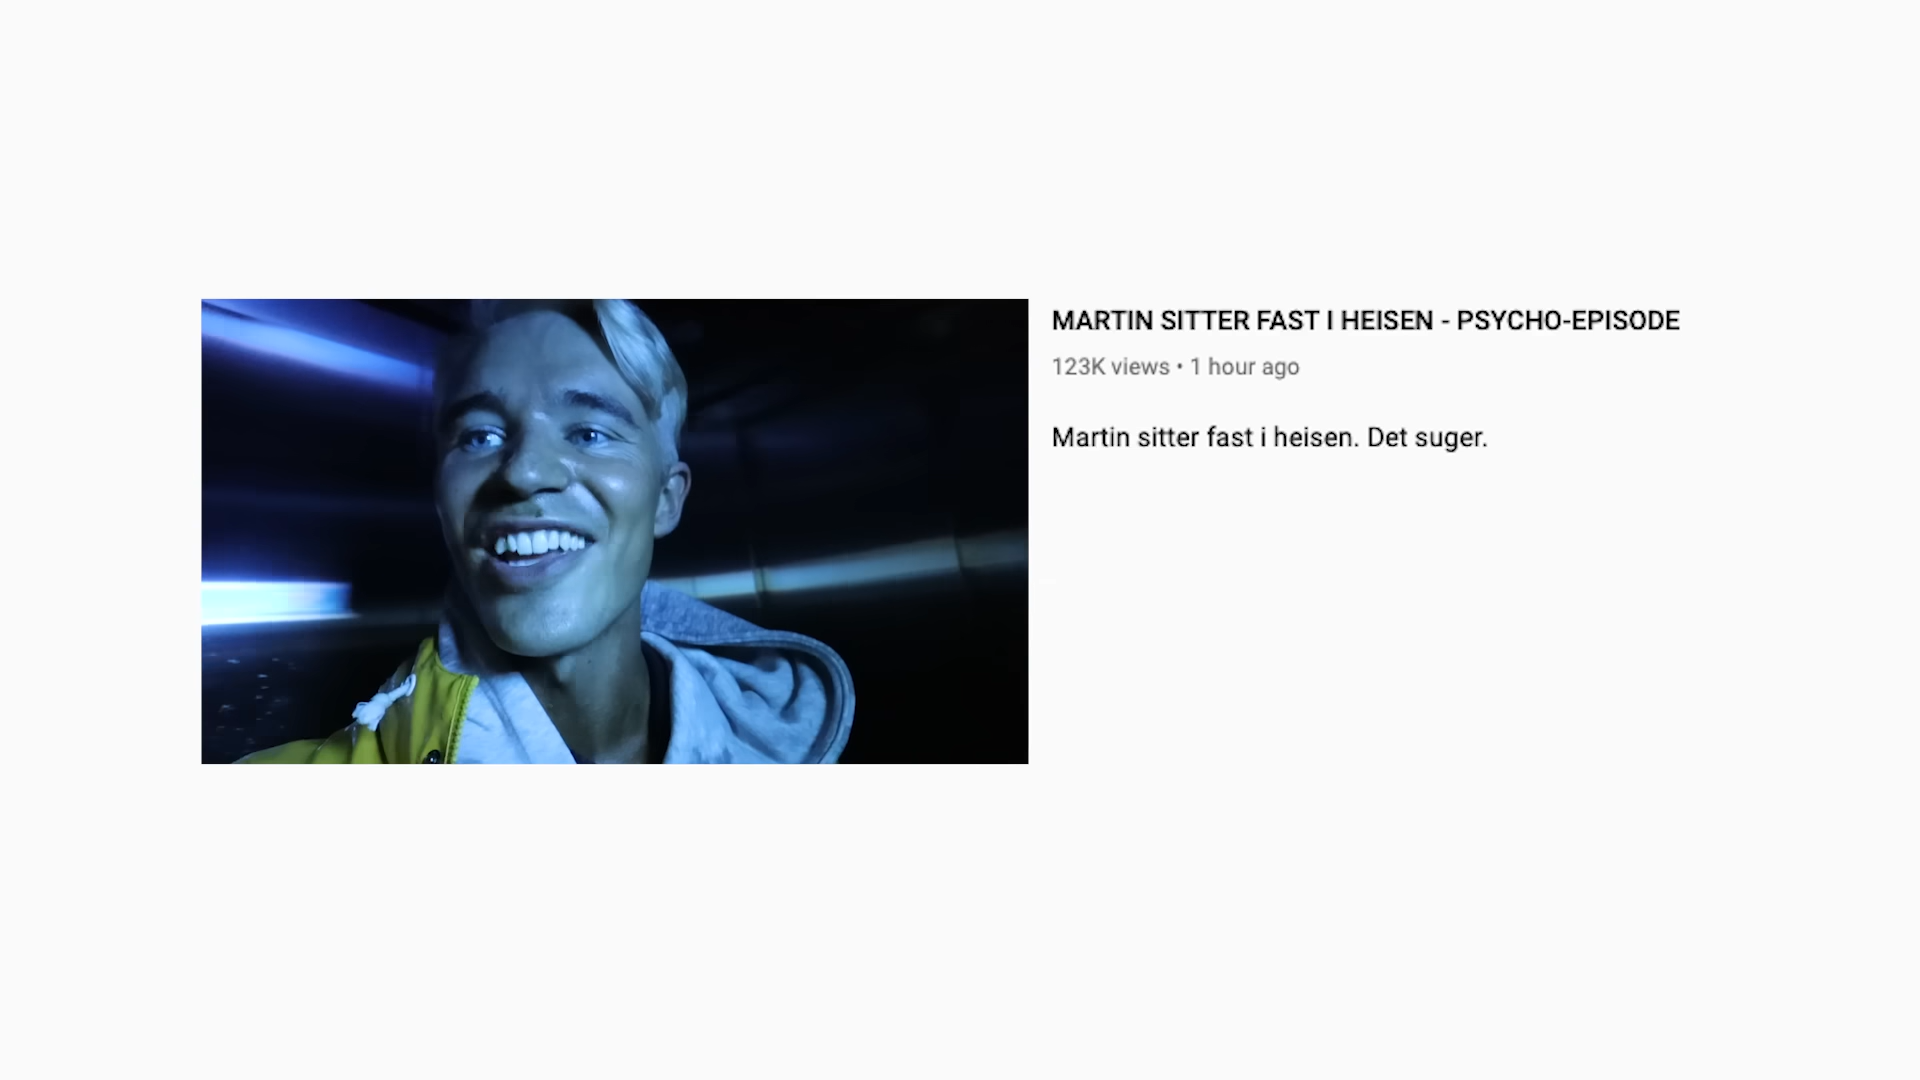 MARTIN SITTER FAST I HEISEN - PSYCHO-EPISODE
123K views • 1 hour ago
Martin sitter fast i heisen. Det suger.